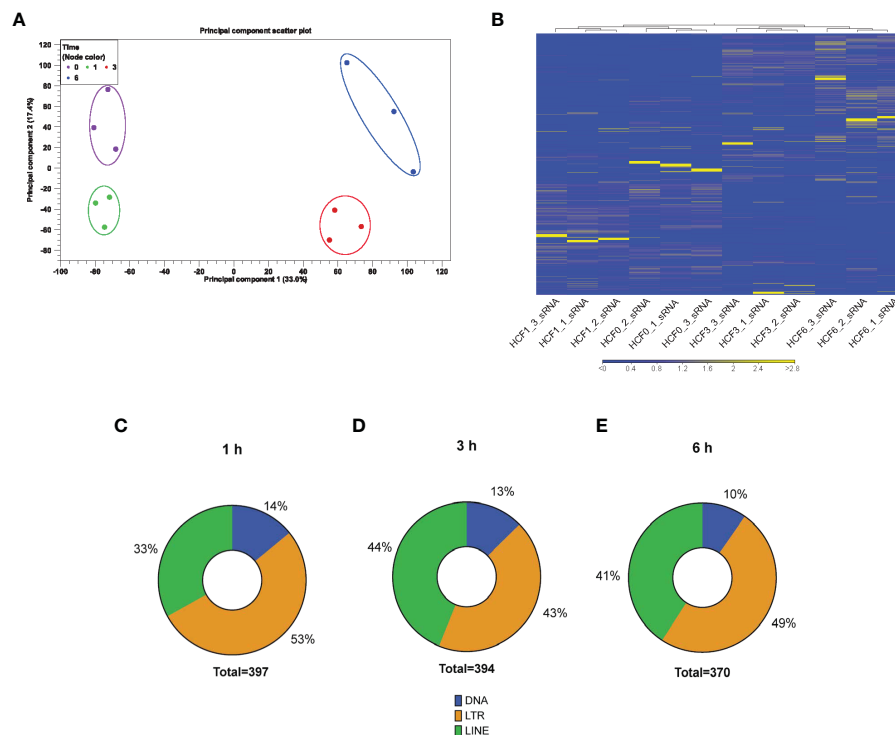 A
B
Principal component scatter plot
Time
(Node color)
0 1 3
6
120
100
80
60
40
20
0
-20
-40
-60
-80
Principal component 2 (17.4%)
-100 -80 -60 -40 -20 0 20 40 60 80 100 120
Principal component 1 (33.0%)
HCF1_3_sRNA
HCF1_1_sRNA
HCF1_2_sRNA
HCF0_2_sRNA
HCF0_1_sRNA
HCF0_3_sRNA
HCF3_3_sRNA
HCF3_1_sRNA
HCF3_2_sRNA
HCF6_3_sRNA
HCF6_2_sRNA
HCF6_1_sRNA
<0 0.4 0.8 1.2 1.6 2 2.4 >2.8
C
1 h
14%
33%
53%
Total=397
D
3 h
13%
44%
43%
Total=394
E
6 h
10%
41%
49%
Total=370
DNA
LTR
LINE